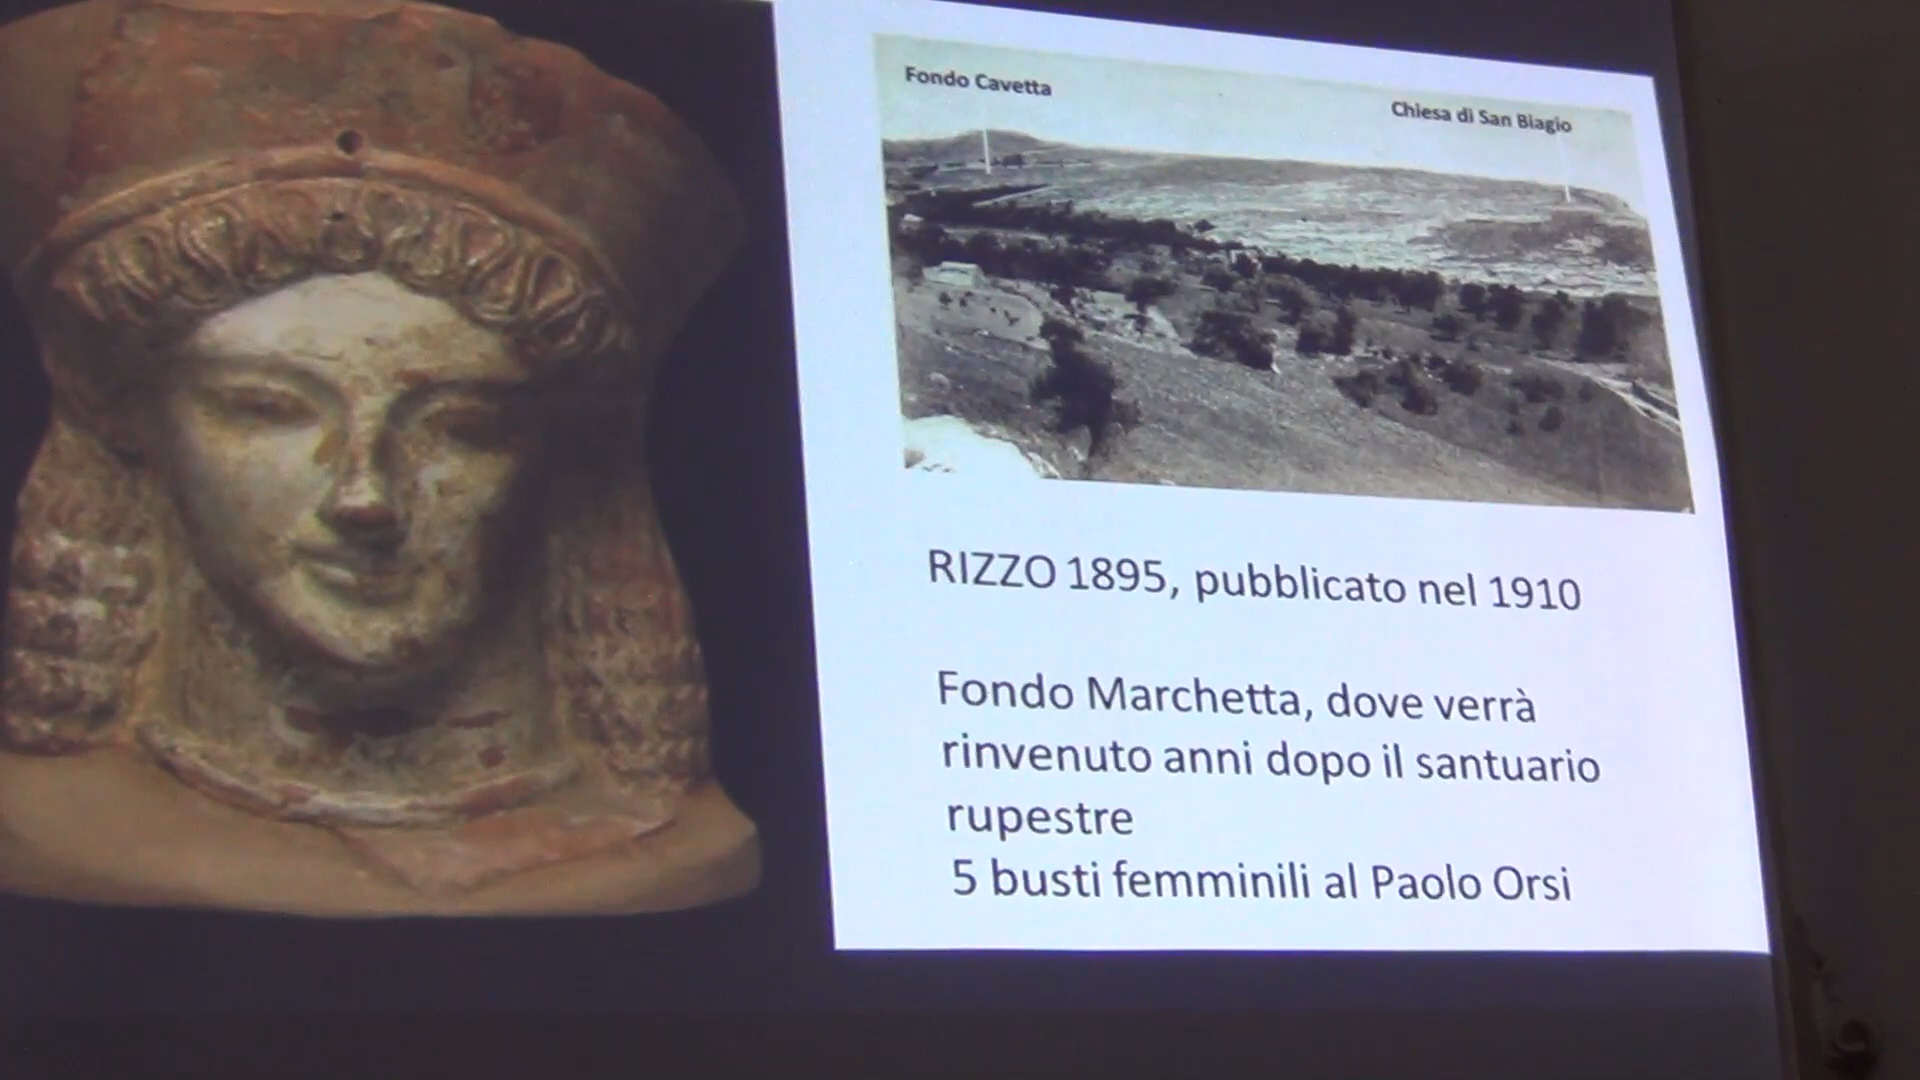 Fondo Cavetta
Chiesa di San Biagio
RIZZO 1895, pubblicato nel 1910
Fondo Marchetta, dove verrà
rinvenuto anni dopo il santuario
rupestre
5 busti femminili al Paolo Orsi